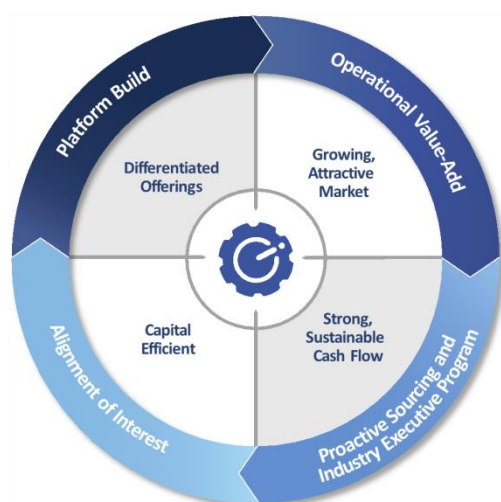 Platform Build
Operational Value-Add
Differentiated
Offerings
Growing,
Attractive
Market
Capital
Efficient
Strong,
Sustainable
Cash Flow
Alignment of Interest
Proactive Sourcing and
Industry Executive Program